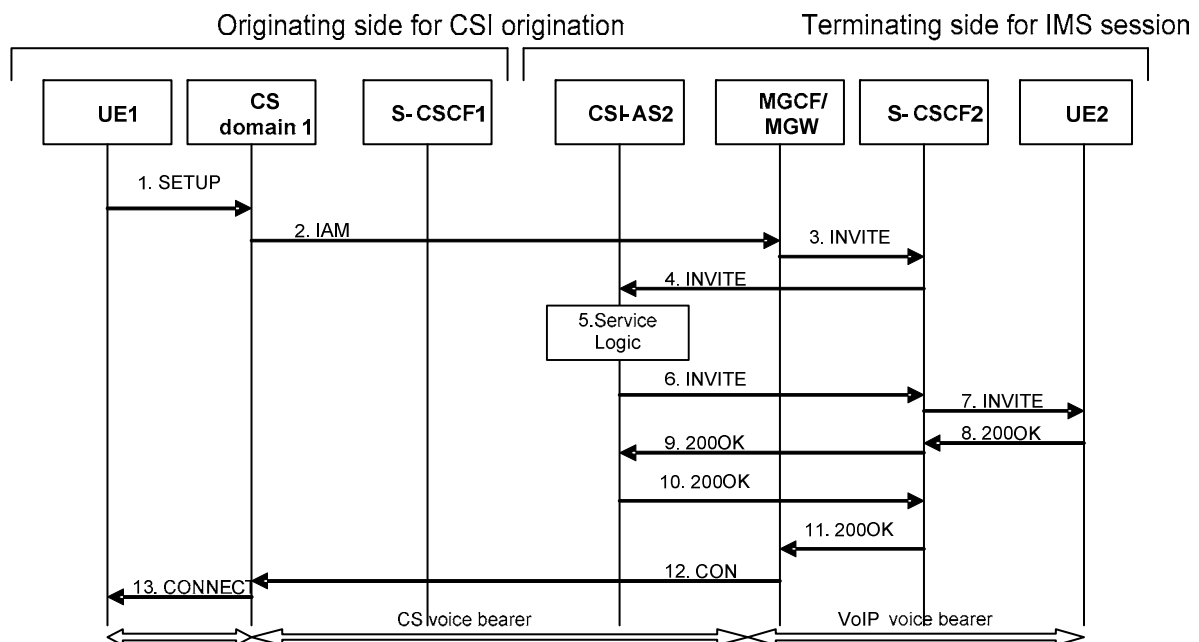 Originating side for CSI origination
Terminating side for IMS session
UE1
CS
domain 1
S- CSCF1
CSI-AS2
MGCF/
MGW
S- CSCF2
UE2
1. SETUP
2. IAM
3. INVITE
4. INVITE
5.Service
Logic
6. INVITE
7. INVITE
8. 200OK
9. 200OK
10. 200OK
11. 200OK
12. CON
13. CONNECT
CS voice bearer
VoIP voice bearer